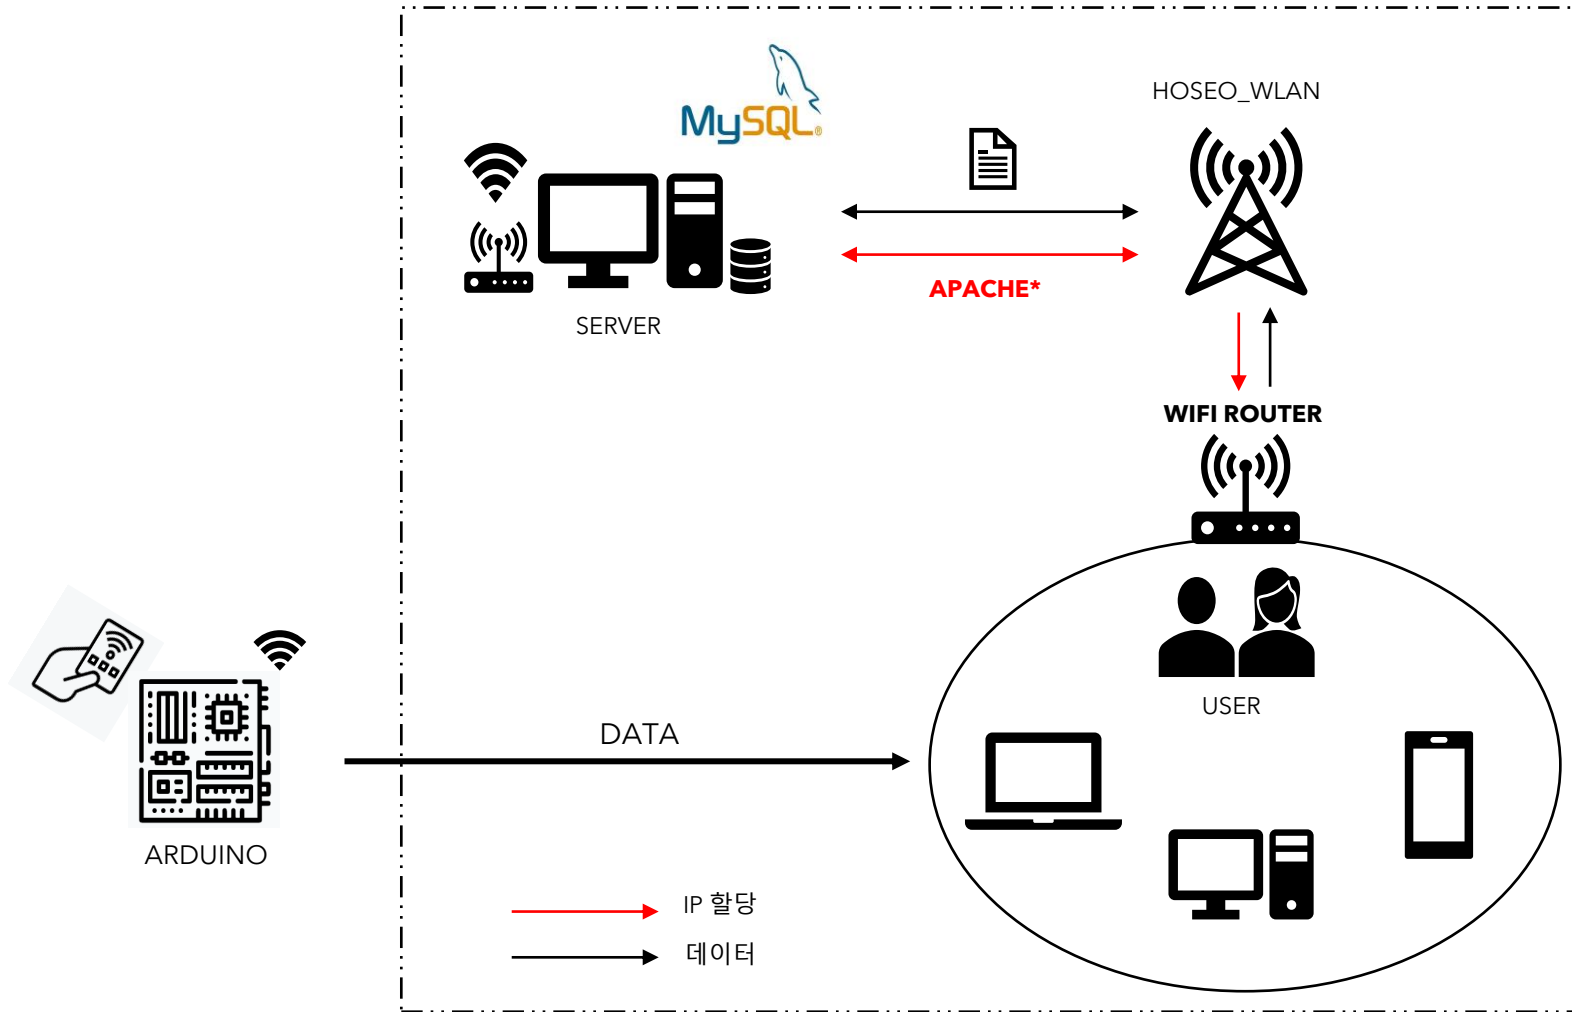 MySQL®
HOSEO_WLAN
APACHE*
SERVER
WIFI ROUTER
USER
DATA
ARDUINO
IP 할당
데이터